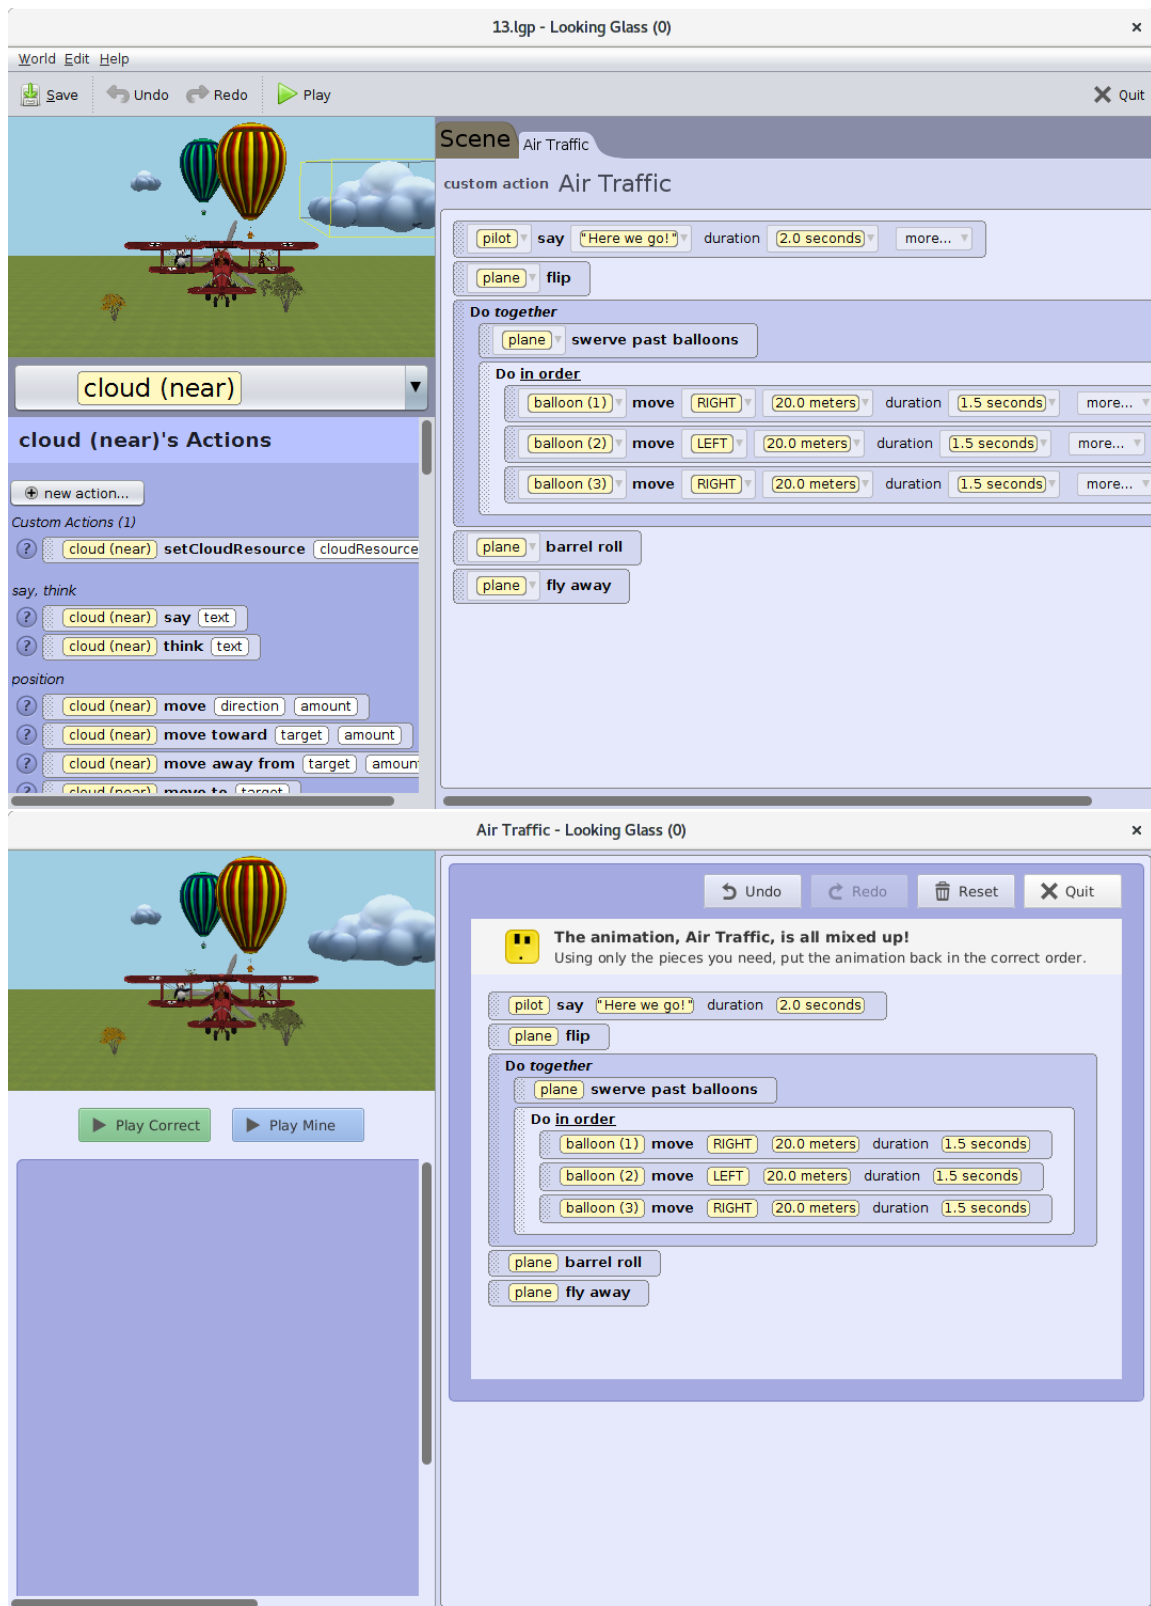 13.lgp - Looking Glass (0) ×
World Edit Help
Save Undo Redo Play Quit
Scene Air Traffic
custom action Air Traffic
pilot say "Here we go!" duration 2.0 seconds more...
plane flip
Do together
plane swerve past balloons
Do in order
balloon (1) move RIGHT 20.0 meters duration 1.5 seconds more...
balloon (2) move LEFT 20.0 meters duration 1.5 seconds more...
balloon (3) move RIGHT 20.0 meters duration 1.5 seconds more...
plane barrel roll
plane fly away
cloud (near)
cloud (near)'s Actions
new action...
Custom Actions (1)
? cloud (near) setCloudResource cloudResource
say, think
? cloud (near) say text
? cloud (near) think text
position
? cloud (near) move direction amount
? cloud (near) move toward target amount
? cloud (near) move away from target amount
? cloud (near) move to target
Air Traffic - Looking Glass (0) ×
Undo Redo Reset Quit
The animation, Air Traffic, is all mixed up!
Using only the pieces you need, put the animation back in the correct order.
pilot say "Here we go!" duration 2.0 seconds
plane flip
Do together
plane swerve past balloons
Do in order
balloon (1) move RIGHT 20.0 meters duration 1.5 seconds
balloon (2) move LEFT 20.0 meters duration 1.5 seconds
balloon (3) move RIGHT 20.0 meters duration 1.5 seconds
plane barrel roll
plane fly away
Play Correct Play Mine